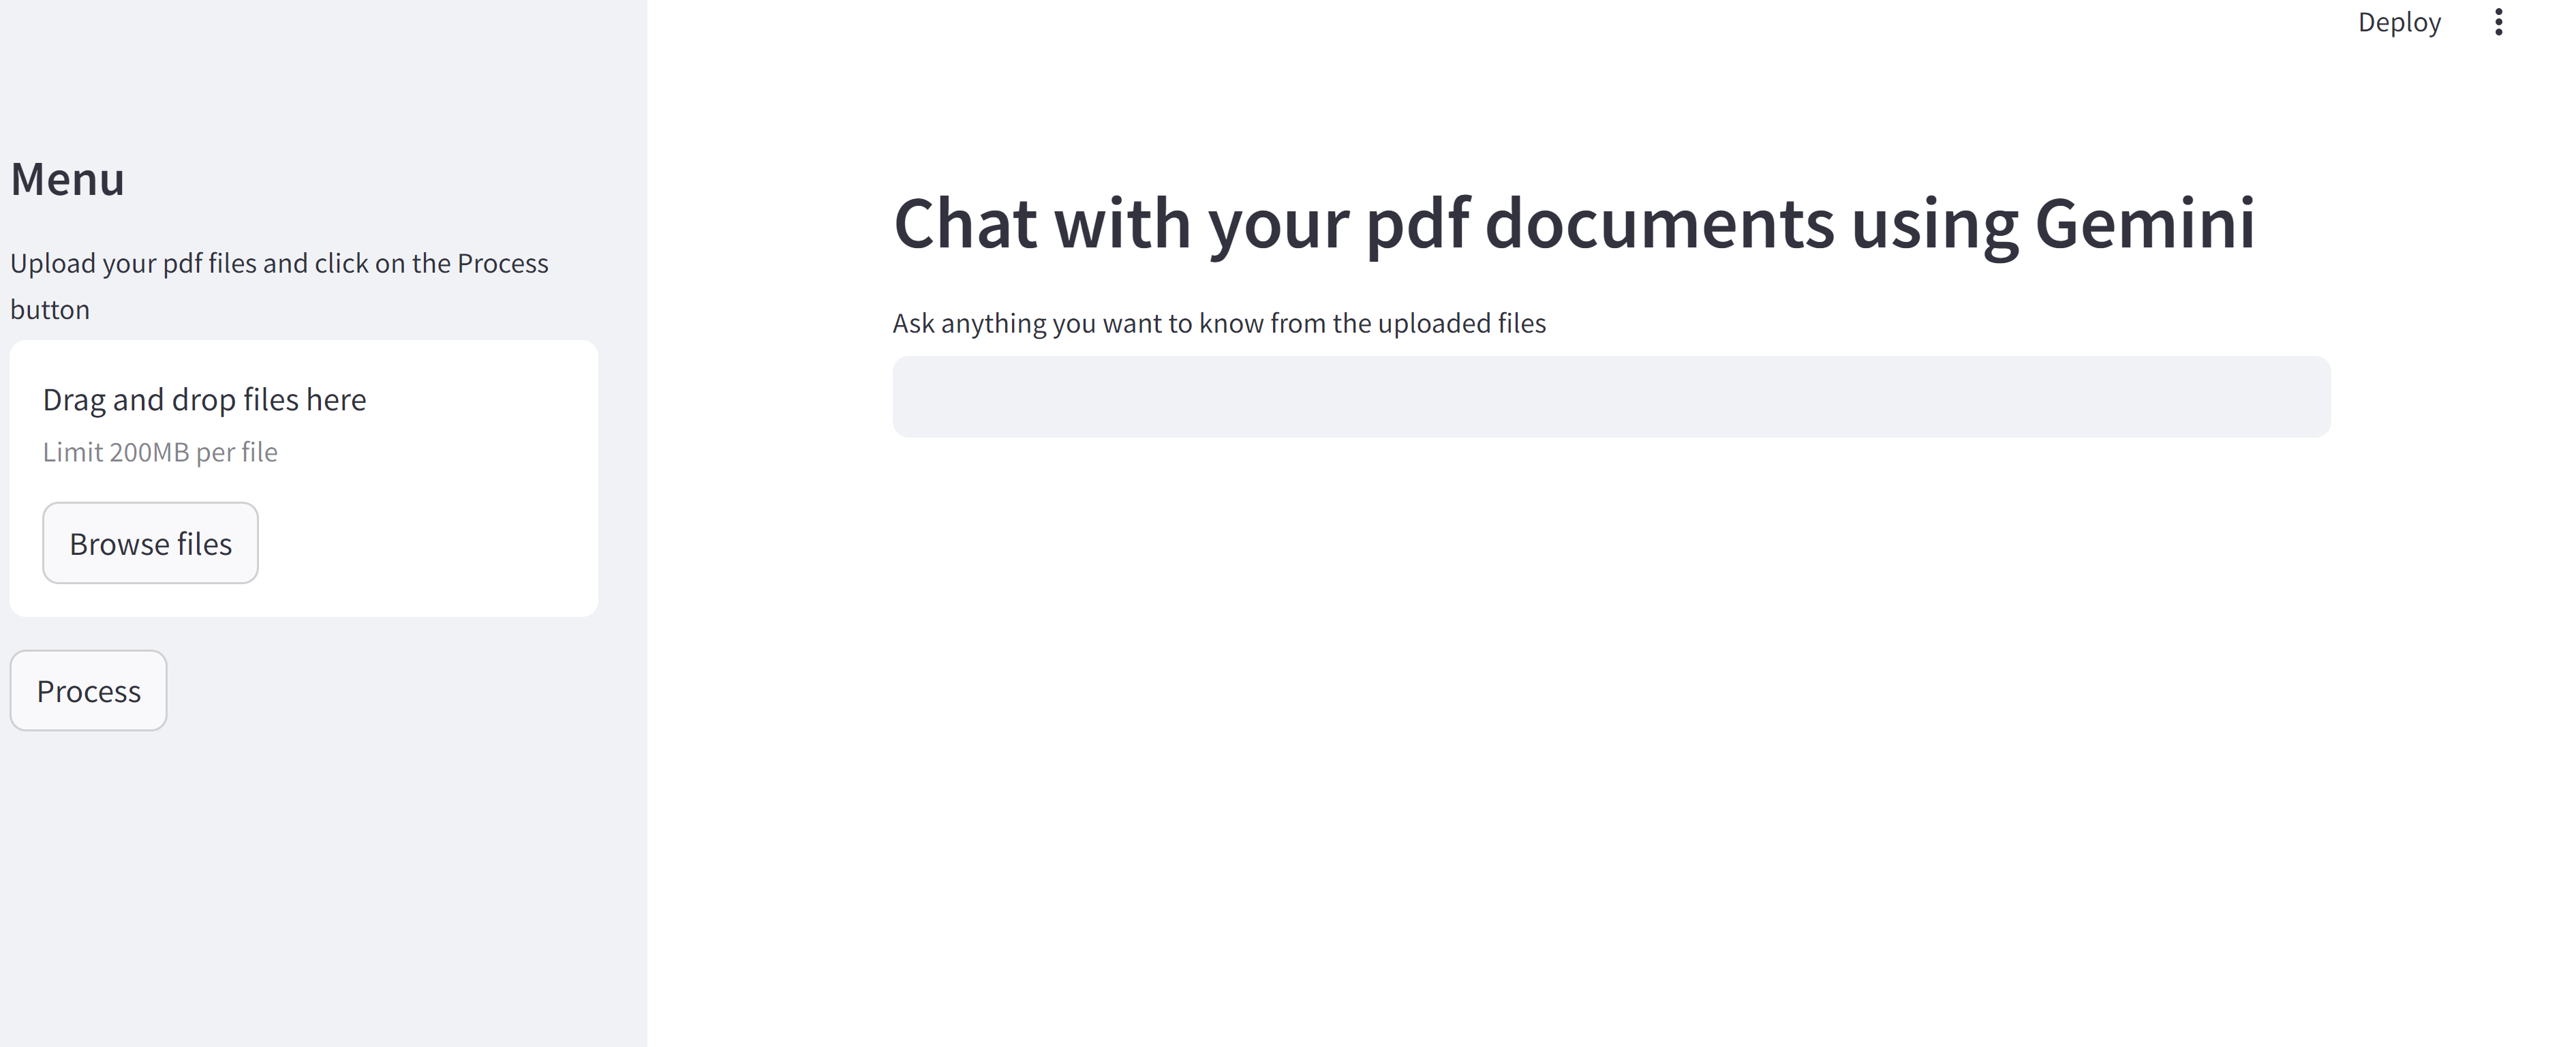 Deploy
Menu
Upload your pdf files and click on the Process
button
Drag and drop files here
Limit 200MB per file
Browse files
Process
Chat with your pdf documents using Gemini
Ask anything you want to know from the uploaded files